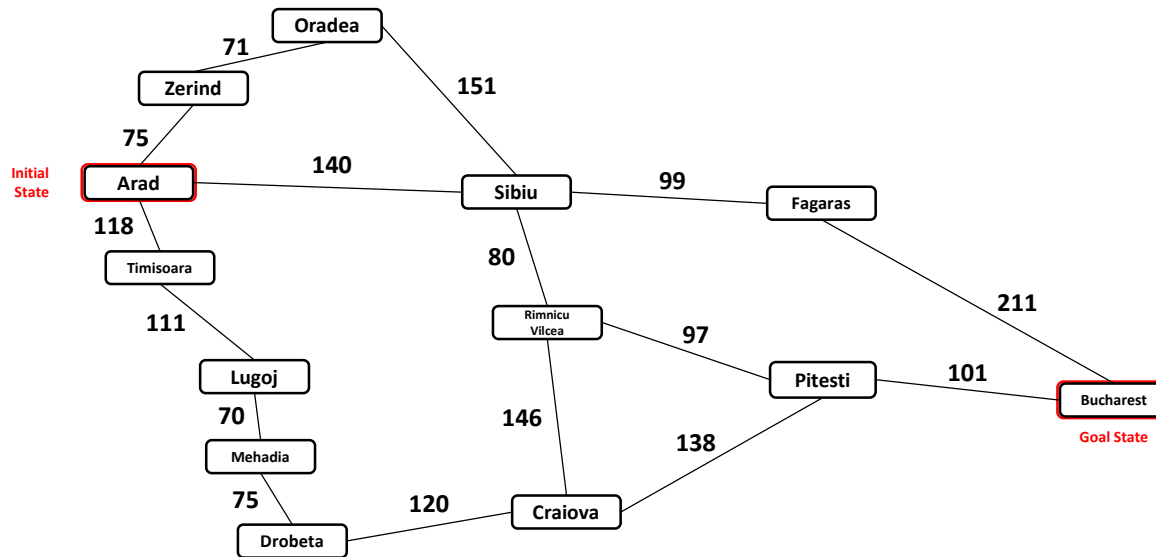 Oradea
71
Zerind
151
75
Initial
State
Arad
140
Sibiu
99
Fagaras
118
Timisoara
80
111
Rimnicu
Vilcea
97
211
Lugoj
Pitesti
101
Bucharest
70
146
138
Goal State
Mehadia
75
120
Craiova
Drobeta